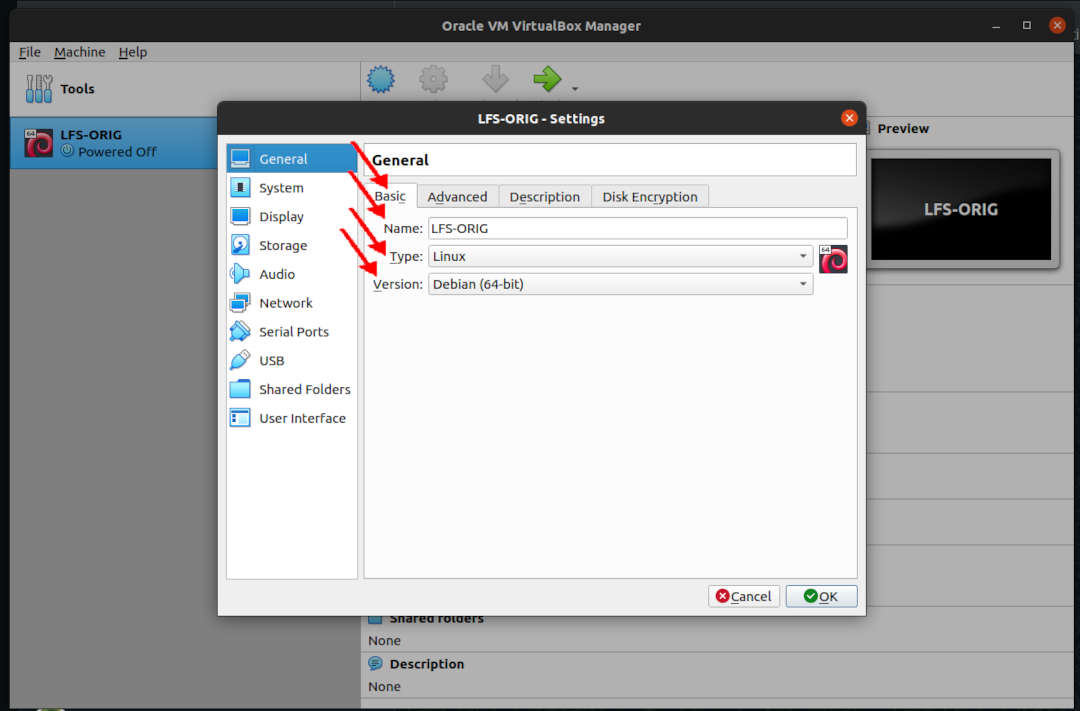 Oracle VM VirtualBox Manager
File Machine Help
Tools
64
LFS-ORIG
Powered Off
LFS-ORIG - Settings
General
System
Display
Storage
Audio
Network
Serial Ports
USB
Shared Folders
User Interface
General
Basic Advanced Description Disk Encryption
Name: LFS-ORIG
Type: Linux
64
Version: Debian (64-bit)
Cancel OK
Preview
LFS-ORIG
Shared folders
None
Description
None